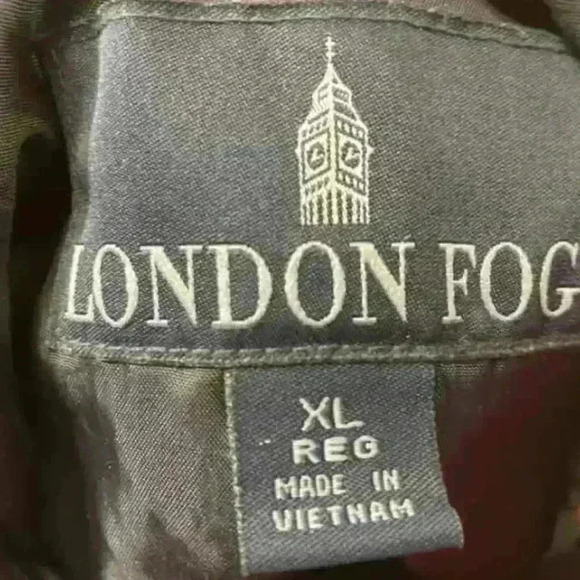 LONDON FOG
XL
REG
MADE IN
VIETNAM